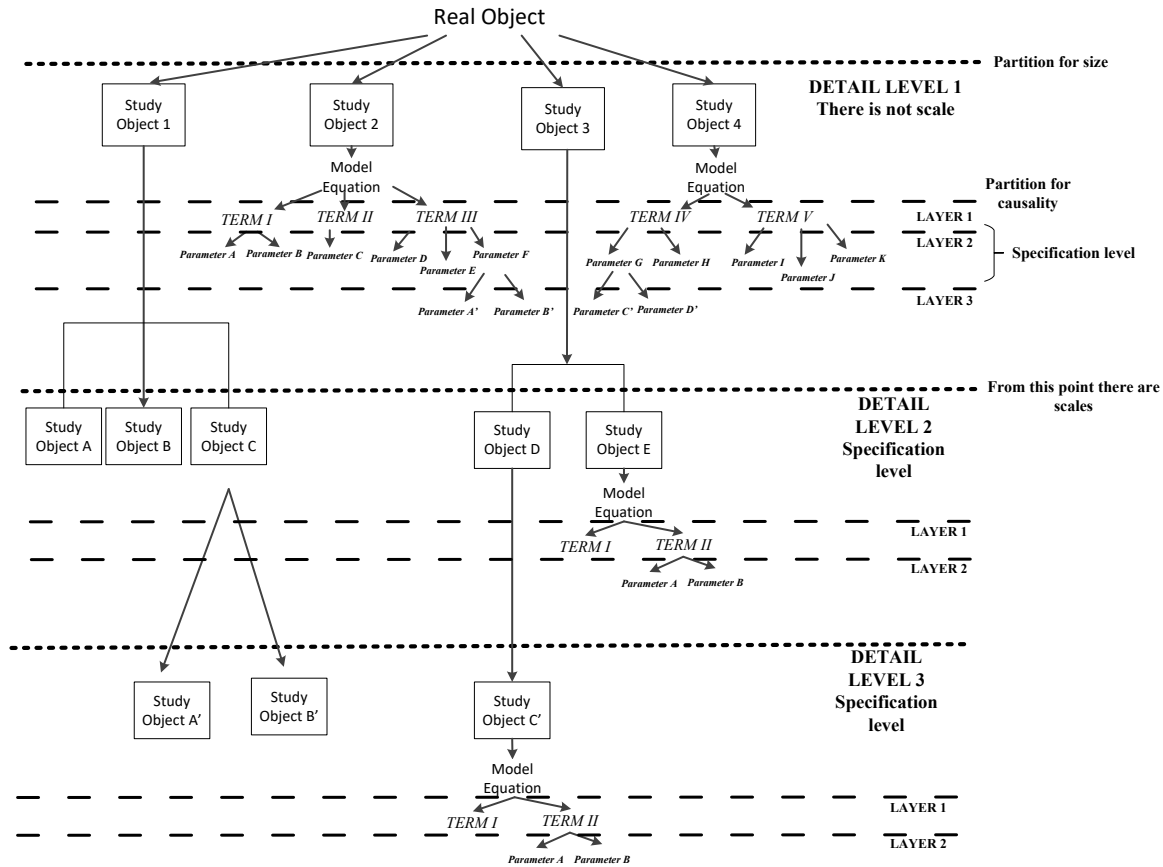 Real Object
Partition for size
DETAIL LEVEL 1
There is not scale
Study
Object 1
Study
Object 2
Study
Object 3
Study
Object 4
Model
Equation
Model
Equation
Partition for
causality
TERM I
TERM II
TERM III
TERM IV
TERM V
LAYER 1
LAYER 2
Specification level
Parameter A
Parameter B
Parameter C
Parameter D
Parameter E
Parameter F
Parameter G
Parameter H
Parameter I
Parameter J
Parameter K
LAYER 3
Parameter A’
Parameter B’
Parameter C’
Parameter D’
From this point there are
scales
DETAIL
LEVEL 2
Specification
level
Study
Object A
Study
Object B
Study
Object C
Study
Object D
Study
Object E
Model
Equation
LAYER 1
TERM I
TERM II
LAYER 2
Parameter A
Parameter B
DETAIL
LEVEL 3
Specification
level
Study
Object A’
Study
Object B’
Study
Object C’
Model
Equation
LAYER 1
TERM I
TERM II
LAYER 2
Parameter A
Parameter B